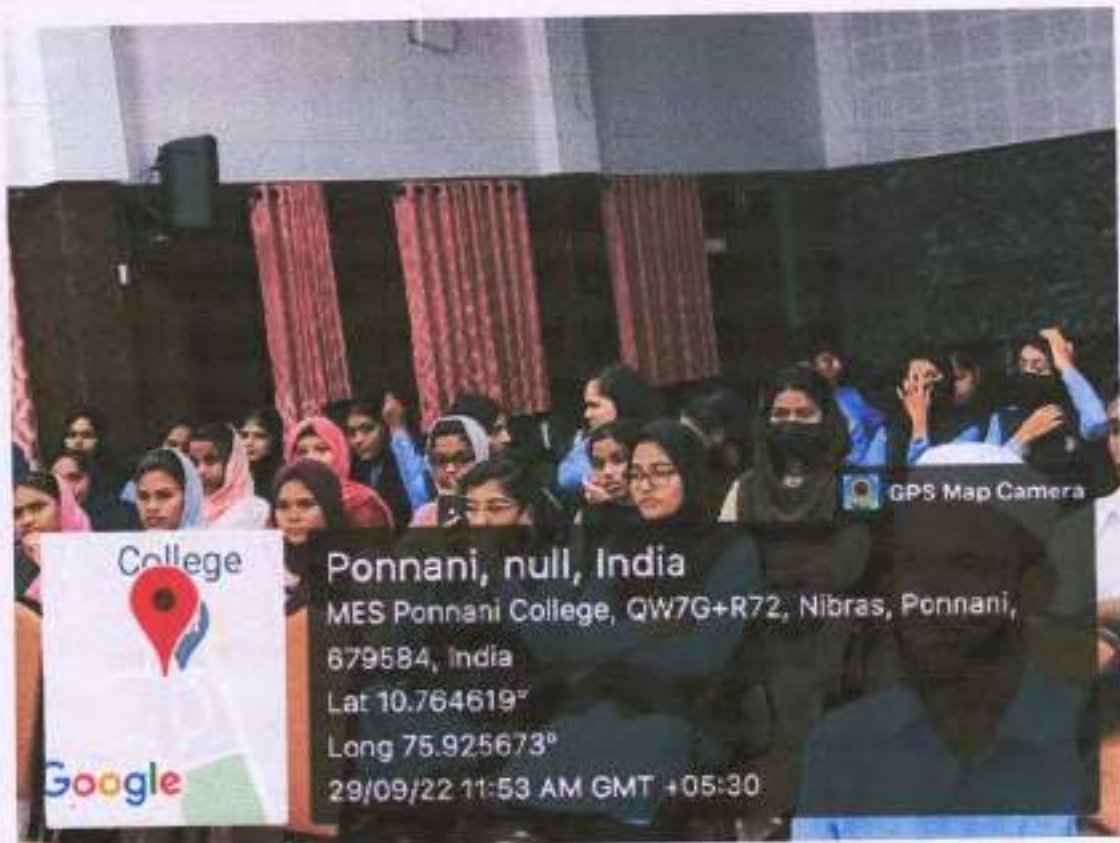 GPS Map Camera
College
Google
Ponnani, null, India
MES Ponnani College, QW7G+R72, Nibras, Ponnani,
679584, India
Lat 10.764619°
Long 75.925673°
29/09/22 11:53 AM GMT +05:30